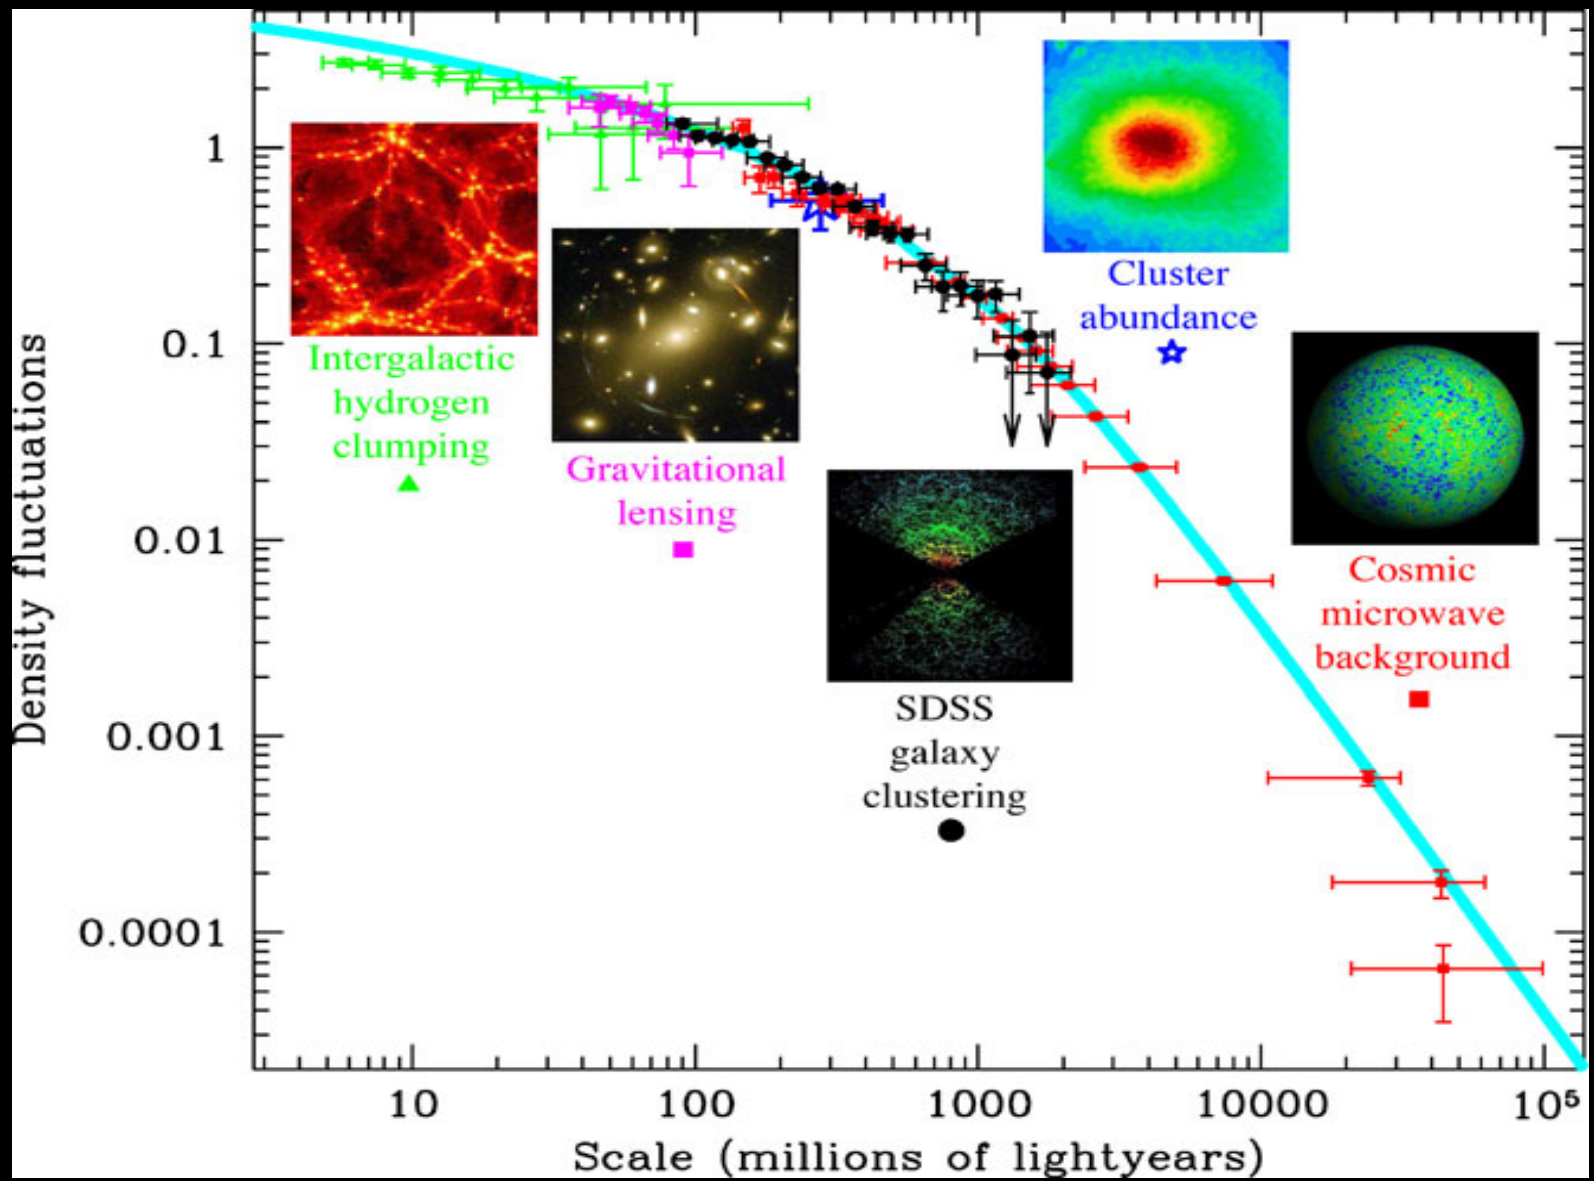 Density fluctuations
1
0.1
0.01
0.001
0.0001
Intergalactic
hydrogen
clumping
Gravitational
lensing
SDSS
galaxy
clustering
Cluster
abundance
Cosmic
microwave
background
10
100
1000
10000
10⁵
Scale (millions of lightyears)